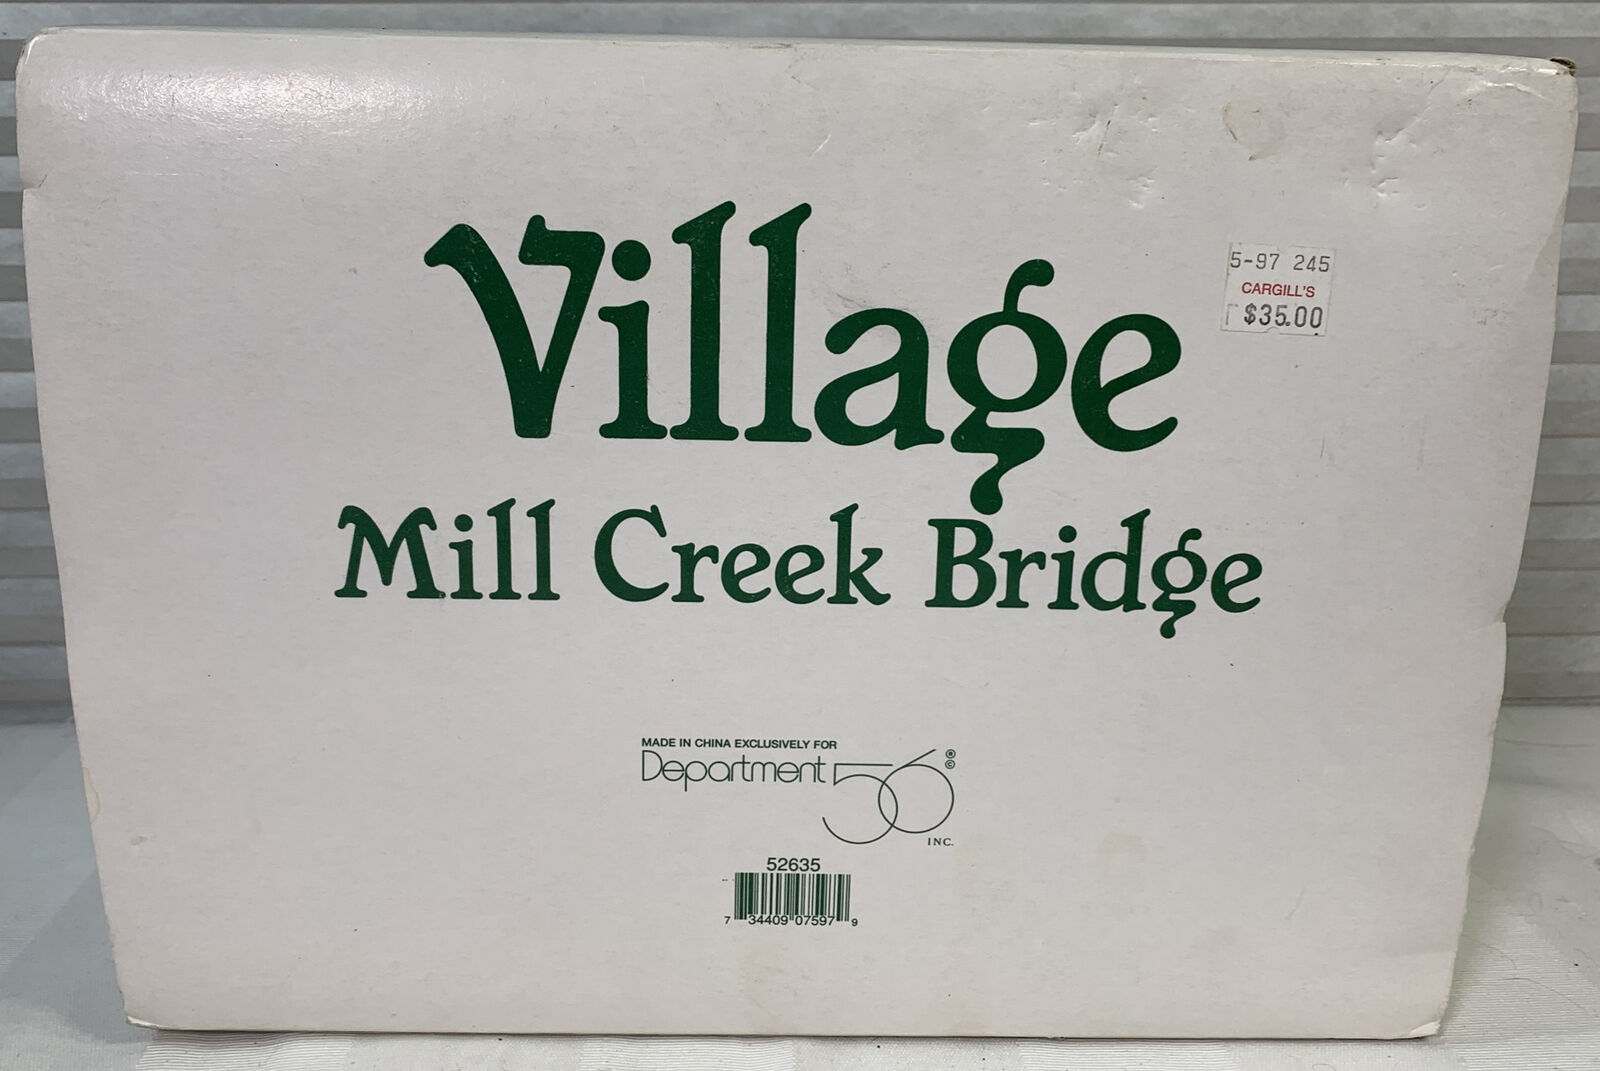 Village
5-97 245
CARGILL'S
$35.00
Mill Creek Bridge
MADE IN CHINA EXCLUSIVELY FOR
Department 56 ® ©
INC.
52635
7 34409 07597 9